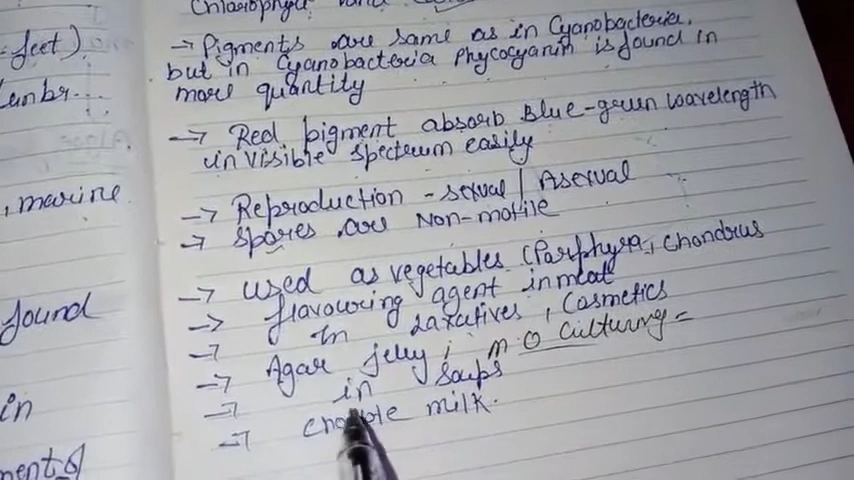 feet)
, marine
found
in
ments
Chlorophyll
-> Pigments are same as in Cyanobacteria,
but in Cyanobacteria Phycocyanin is found in
more quantity
-> Red pigment absorb Blue-green wavelength
in visible spectrum easily
-> Reproduction - sexual / Asexual
-> spores are Non-motile
-> used as vegetables (Porphyra, Chondrus
-> flavouring agent in meat
-> In Laxatives, Cosmetics
-> Agar Jelly; M.O Culturing =
-> in Soups
-> milk.